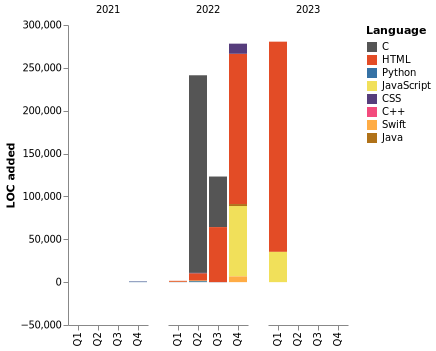 2021 2022 2023
Language
C
HTML
Python
JavaScript
CSS
C++
Swift
Java
LOC added
300,000
250,000
200,000
150,000
100,000
50,000
0
−50,000
Q1 Q2 Q3 Q4 Q1 Q2 Q3 Q4 Q1 Q2 Q3 Q4